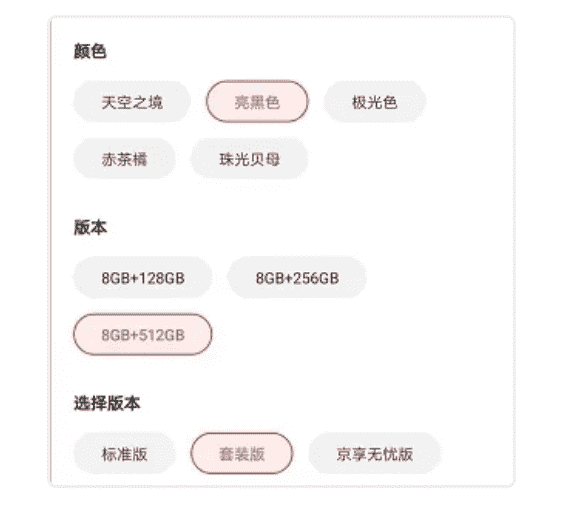 颜色
天空之境 亮黑色 极光色
赤茶橘 珠光贝母
版本
8GB+128GB 8GB+256GB
8GB+512GB
选择版本
标准版 套装版 京享无忧版